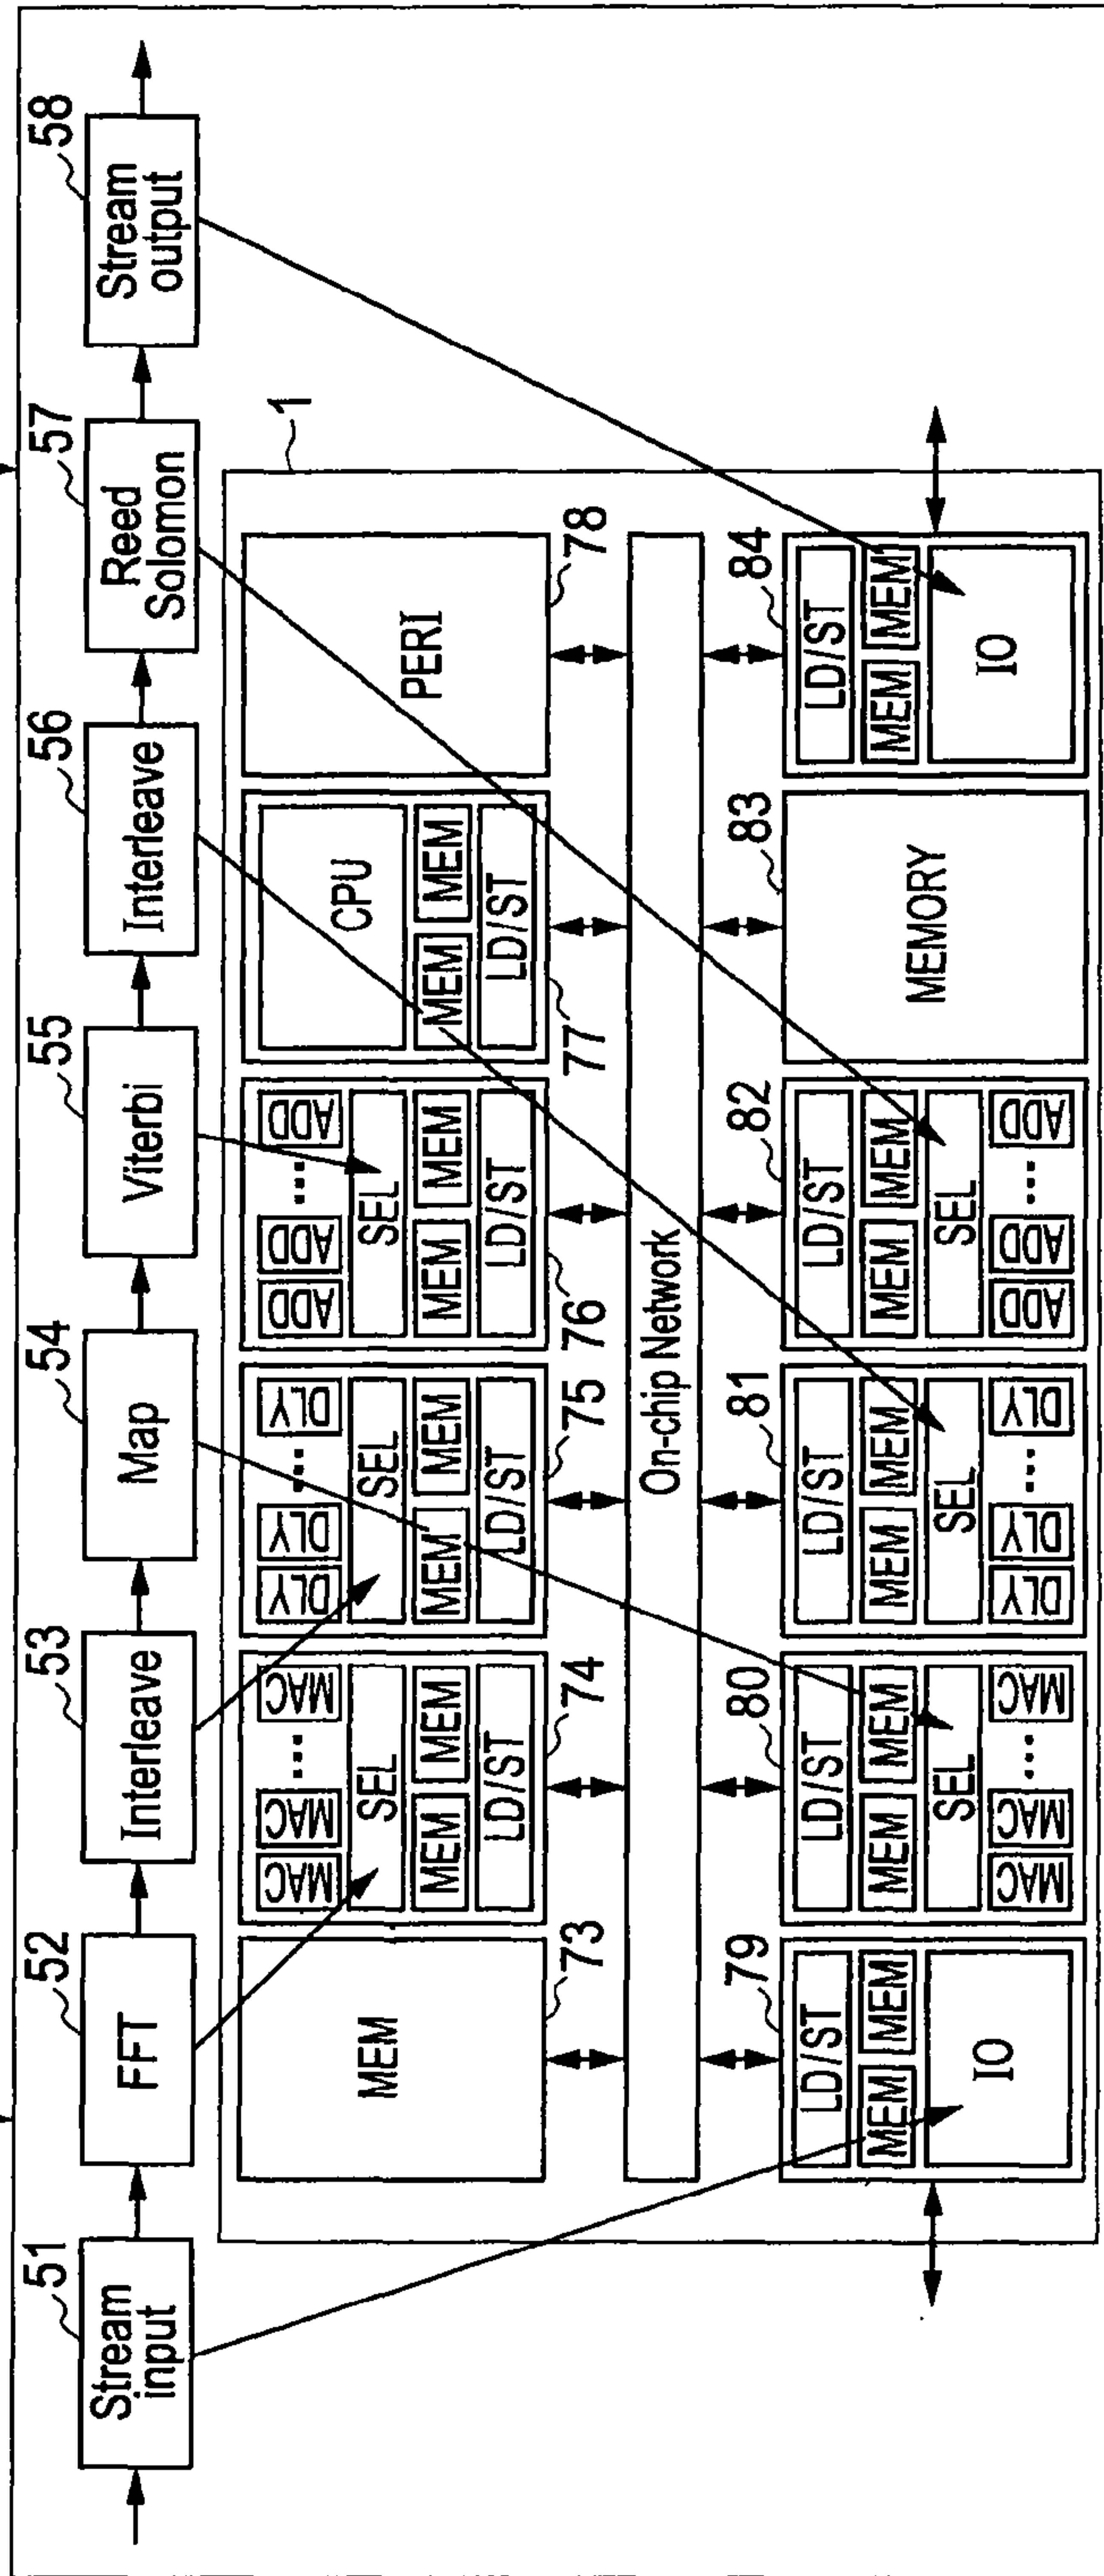 51
52
53
54
55
56
57
58
Stream
input
FFT
Interleave
Map
Viterbi
Interleave
Reed
Solomon
Stream
output
1
MEM
73
MAC
MAC
...
MAC
SEL
MEM
MEM
LD/ST
74
DLY
DLY
...
DLY
SEL
MEM
MEM
LD/ST
75
ADD
ADD
...
ADD
SEL
MEM
MEM
LD/ST
76
CPU
MEM
MEM
LD/ST
77
PERI
78
On-chip Network
79
LD/ST
MEM
MEM
IO
80
LD/ST
MEM
MEM
SEL
MAC
MAC
...
MAC
81
LD/ST
MEM
MEM
SEL
DLY
DLY
...
DLY
82
LD/ST
MEM
MEM
SEL
ADD
ADD
...
ADD
83
MEMORY
84
LD/ST
MEM
MEM
IO